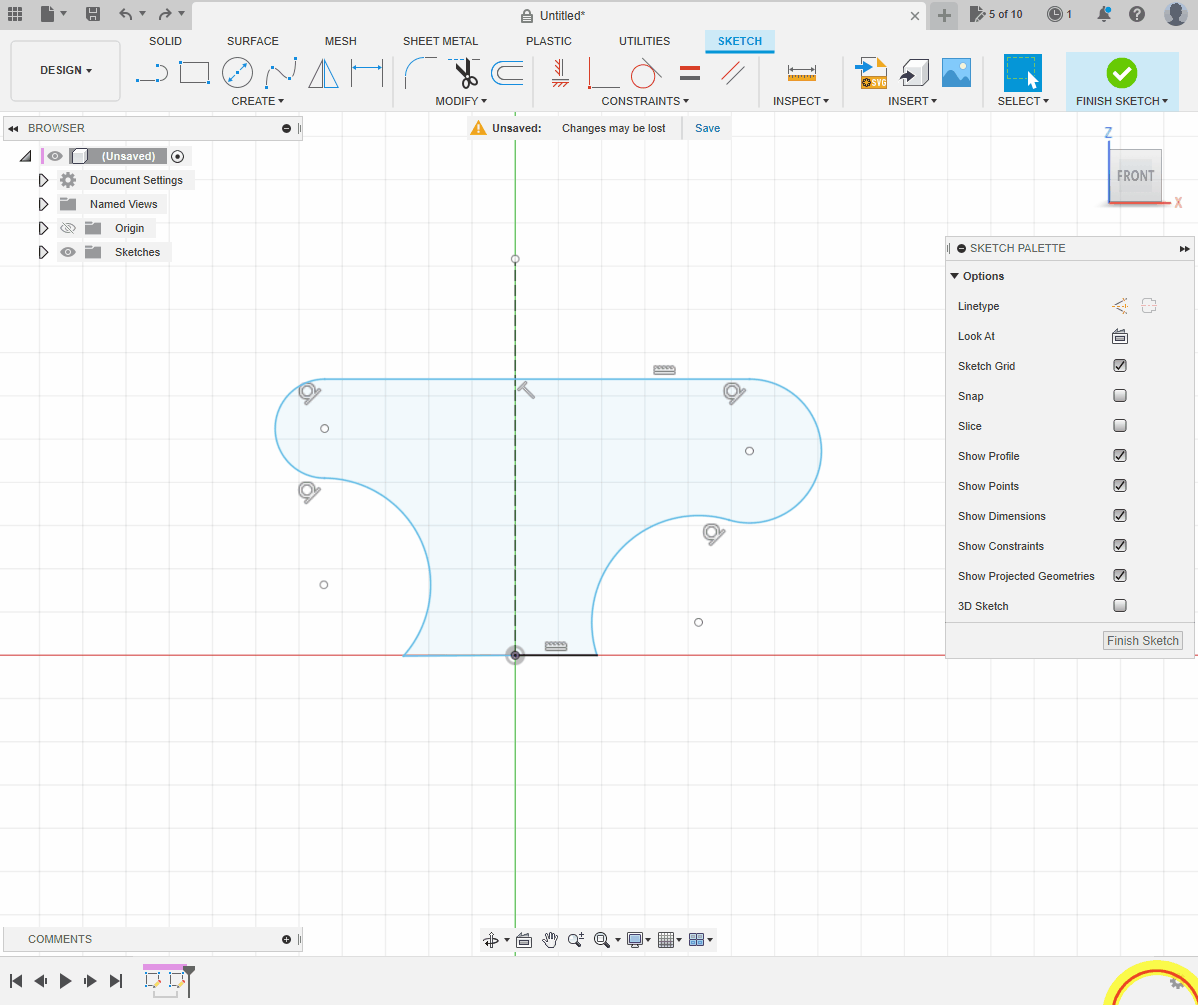 Untitled*
5 of 10
1
SOLID SURFACE MESH SHEET METAL PLASTIC UTILITIES SKETCH
DESIGN
SVG
CREATE MODIFY CONSTRAINTS INSPECT INSERT SELECT FINISH SKETCH
BROWSER
Unsaved: Changes may be lost Save
(Unsaved)
Document Settings
Named Views
Origin
Sketches
Z
FRONT
X
SKETCH PALETTE
Options
Linetype
Look At
Sketch Grid
Snap
Slice
Show Profile
Show Points
Show Dimensions
Show Constraints
Show Projected Geometries
3D Sketch
Finish Sketch
COMMENTS